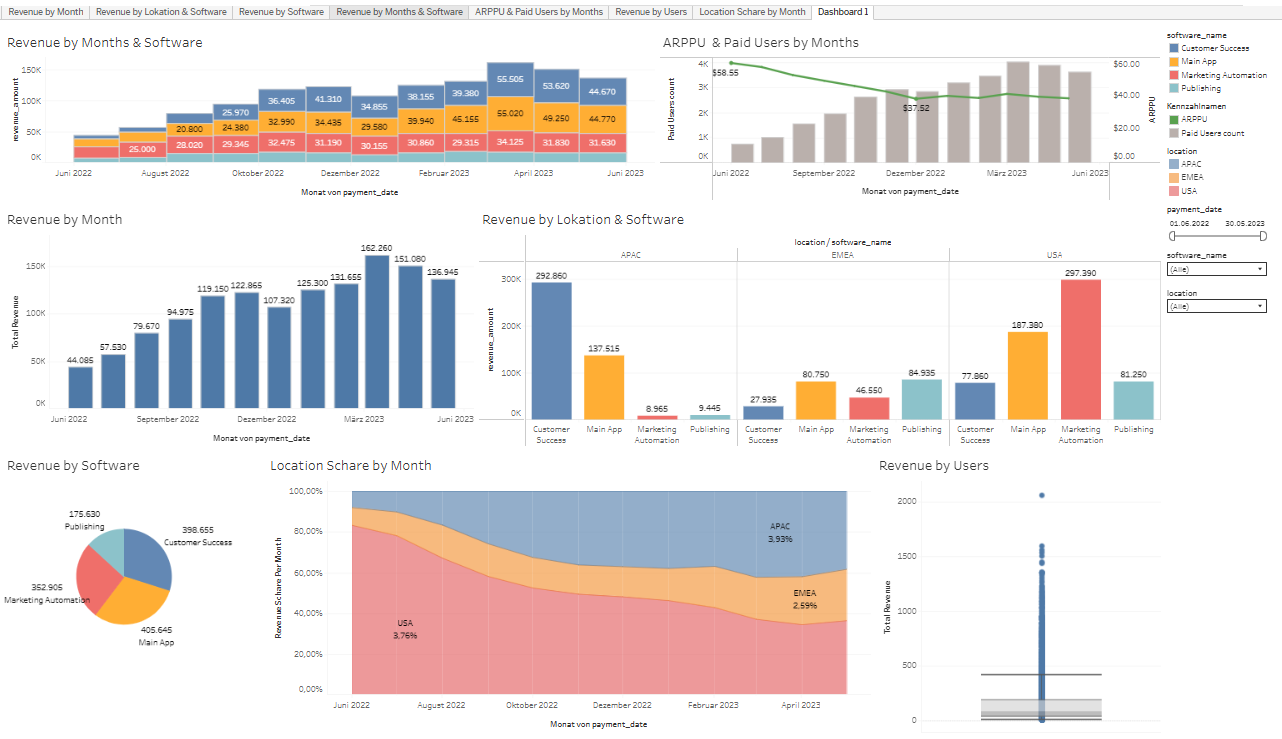 Revenue by Month
Revenue by Lokation & Software
Revenue by Software
Revenue by Months & Software
ARPPU & Paid Users by Months
Revenue by Users
Location Schare by Month
Dashboard 1
Revenue by Months & Software
revenue_amount
150K
100K
50K
0K
25.000
20.800
28.020
25.970
24.380
29.345
36.405
32.990
32.475
41.310
34.435
31.190
34.855
29.580
30.155
38.155
39.940
30.860
39.380
45.155
29.315
55.505
55.020
34.125
53.620
49.250
31.830
44.670
44.770
31.630
Juni 2022
August 2022
Oktober 2022
Dezember 2022
Februar 2023
April 2023
Juni 2023
Monat von payment_date
ARPPU & Paid Users by Months
Paid Users count
4K
3K
2K
1K
0K
$58.55
$37.52
$60.00
$40.00
$20.00
$0.00
ARPPU
Juni 2022
September 2022
Dezember 2022
März 2023
Juni 2023
Monat von payment_date
software_name
Customer Success
Main App
Marketing Automation
Publishing
Kennzahlnamen
ARPPU
Paid Users count
location
APAC
EMEA
USA
payment_date
01.06.2022 30.05.2023
software_name
(Alle)
location
(Alle)
Revenue by Month
Total Revenue
150K
100K
50K
0K
44.085
57.530
79.670
94.975
119.150
122.865
107.320
125.300
131.655
162.260
151.080
136.945
Juni 2022
September 2022
Dezember 2022
März 2023
Juni 2023
Monat von payment_date
Revenue by Lokation & Software
location / software_name
APAC
EMEA
USA
revenue_amount
300K
200K
100K
0K
292.860
137.515
8.965
9.445
27.935
80.750
46.550
84.935
77.860
187.380
297.390
81.250
Customer
Success
Main App
Marketing
Automation
Publishing
Customer
Success
Main App
Marketing
Automation
Publishing
Customer
Success
Main App
Marketing
Automation
Publishing
Revenue by Software
175.630
Publishing
398.655
Customer Success
352.905
Marketing Automation
405.645
Main App
Location Schare by Month
Revenue Schare Per Month
100,00%
80,00%
60,00%
40,00%
20,00%
0,00%
APAC
3,93%
EMEA
2,59%
USA
3,76%
Juni 2022
August 2022
Oktober 2022
Dezember 2022
Februar 2023
April 2023
Monat von payment_date
Revenue by Users
Total Revenue
2000
1500
1000
500
0